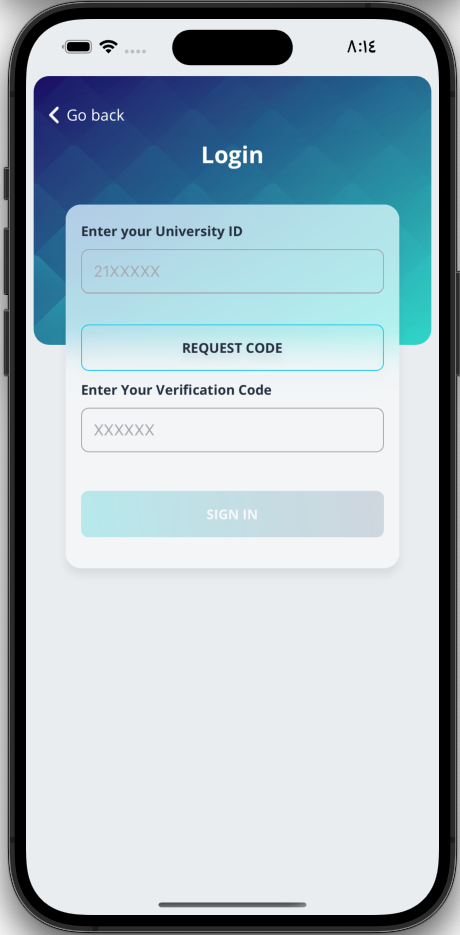 ٨:١٤
Go back
Login
Enter your University ID
21XXXXX
REQUEST CODE
Enter Your Verification Code
XXXXXX
SIGN IN